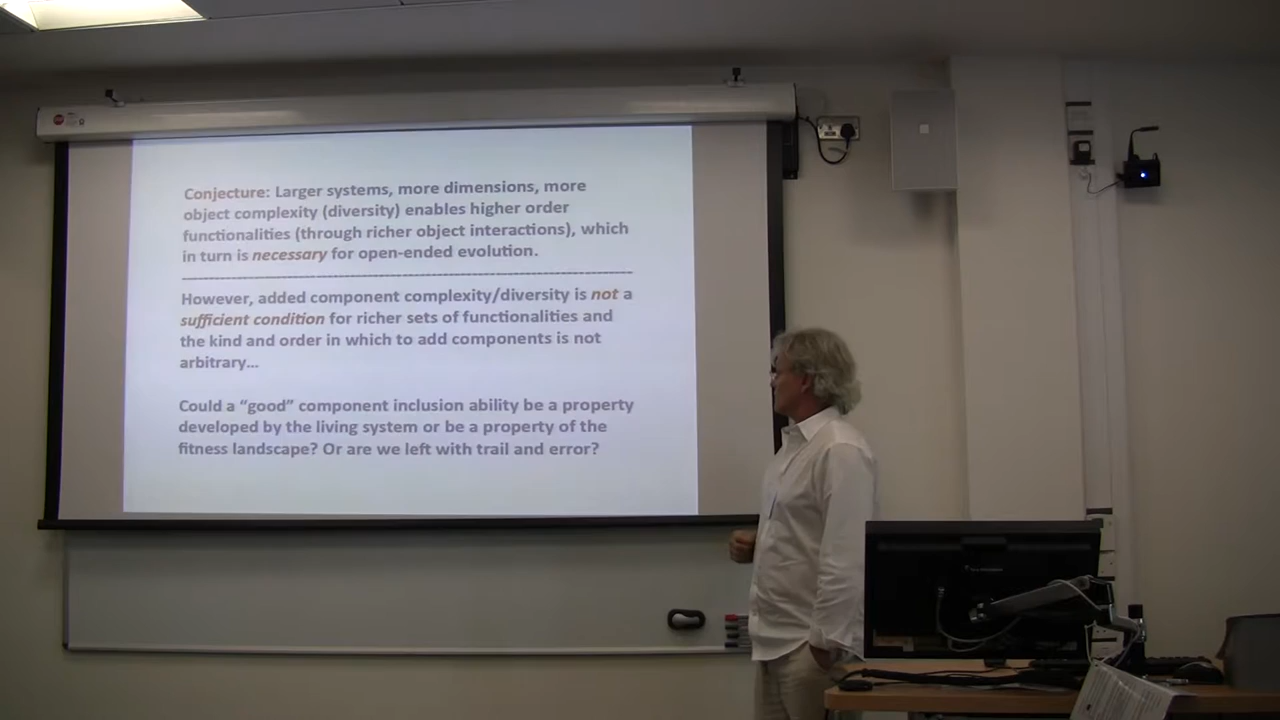 Conjecture: Larger systems, more dimensions, more
object complexity (diversity) enables higher order
functionalities (through richer object interactions), which
in turn is necessary for open-ended evolution.
However, added component complexity/diversity is not a
sufficient condition for richer sets of functionalities and
the kind and order in which to add components is not
arbitrary...
Could a “good” component inclusion ability be a property
developed by the living system or be a property of the
fitness landscape? Or are we left with trail and error?